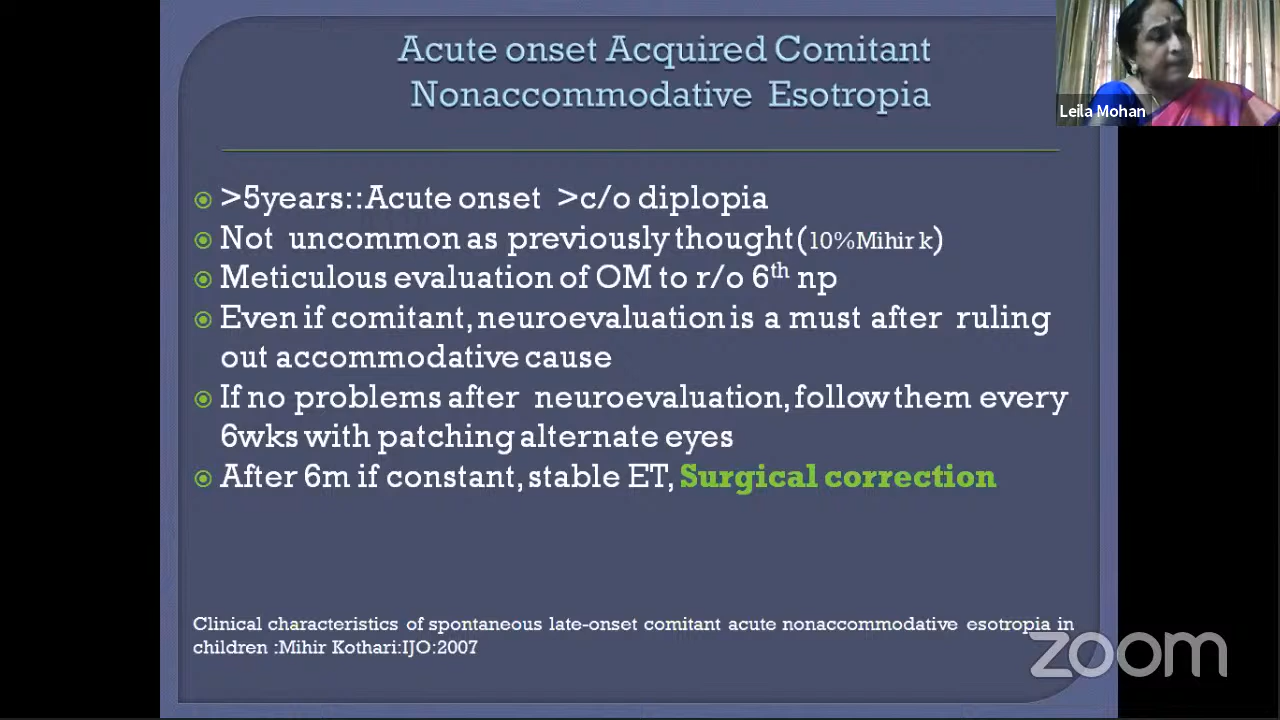 Acute onset Acquired Comitant
Nonaccommodative Esotropia
Leila Mohan
>5years::Acute onset >c/o diplopia
Not uncommon as previously thought(10%Mihir k)
Meticulous evaluation of OM to r/o 6th np
Even if comitant, neuroevaluation is a must after ruling
out accommodative cause
If no problems after neuroevaluation, follow them every
6wks with patching alternate eyes
After 6m if constant, stable ET, Surgical correction
Clinical characteristics of spontaneous late-onset comitant acute nonaccommodative esotropia in
children :Mihir Kothari:IJO:2007
zoom